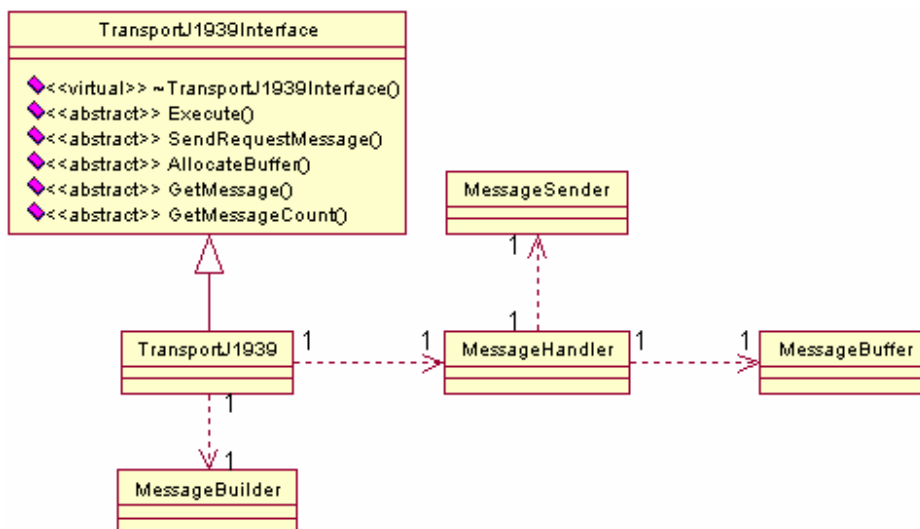 TransportJ1939Interface
<<virtual>> ~TransportJ1939Interface()
<<abstract>> Execute()
<<abstract>> SendRequestMessage()
<<abstract>> AllocateBuffer()
<<abstract>> GetMessage()
<<abstract>> GetMessageCount()
MessageSender
1
1
TransportJ1939
1
1
MessageHandler
1
1
MessageBuffer
1
1
MessageBuilder